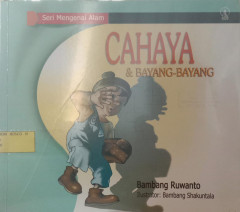 Seri Mengenal Alam
CAHAYA
& BAYANG-BAYANG
Bambang Ruwanto
Ilustrator: Bambang Shakuntala